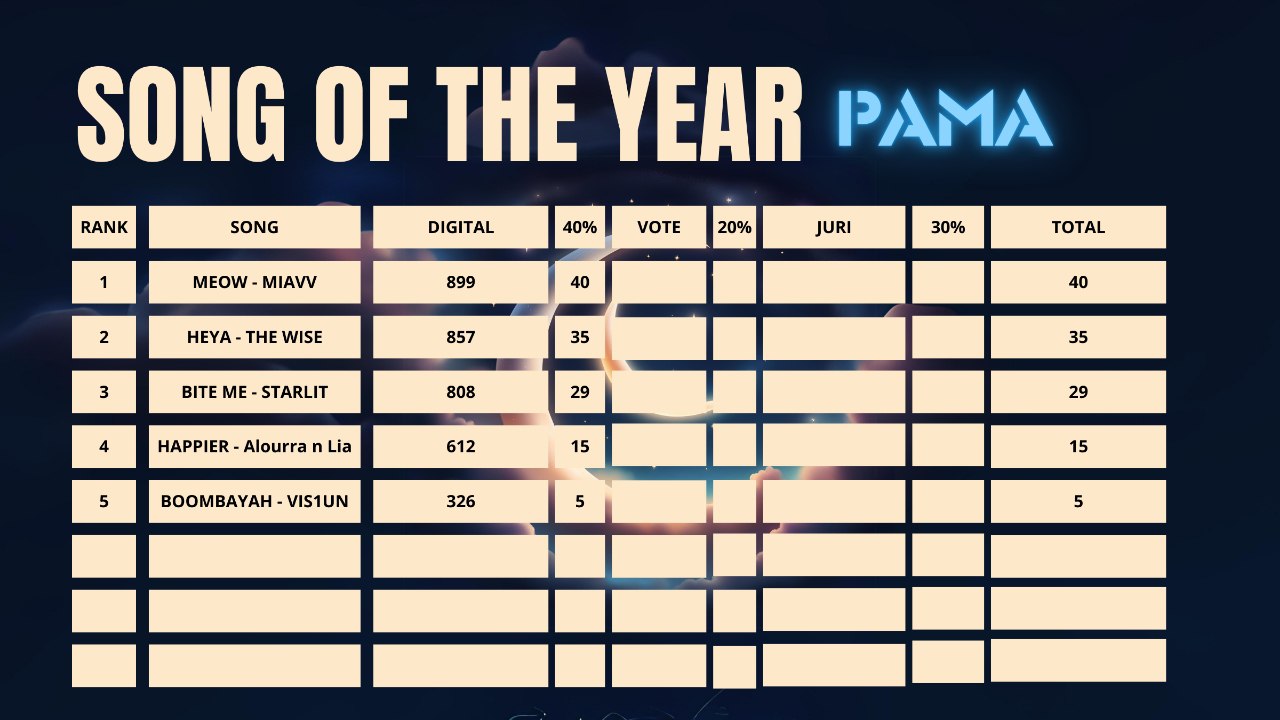 SONG OF THE YEAR PAMA
RANK SONG DIGITAL 40% VOTE 20% JURI 30% TOTAL
1 MEOW - MIAVV 899 40 40
2 HEYA - THE WISE 857 35 35
3 BITE ME - STARLIT 808 29 29
4 HAPPIER - Alourra n Lia 612 15 15
5 BOOMBAYAH - VIS1UN 326 5 5